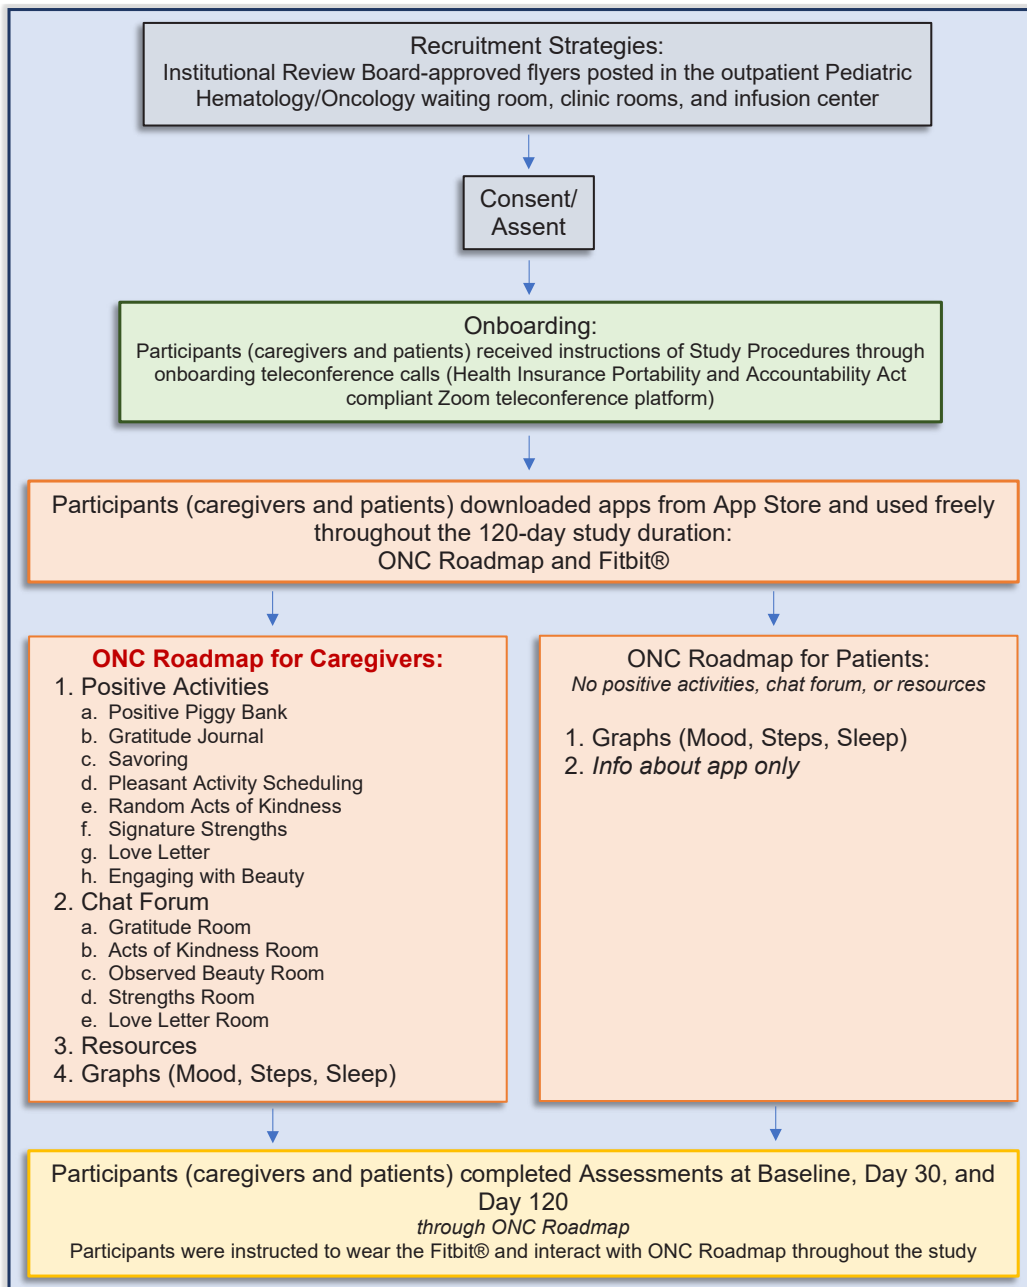 Recruitment Strategies:
Institutional Review Board-approved flyers posted in the outpatient Pediatric
Hematology/Oncology waiting room, clinic rooms, and infusion center
Consent/
Assent
Onboarding:
Participants (caregivers and patients) received instructions of Study Procedures through
onboarding teleconference calls (Health Insurance Portability and Accountability Act
compliant Zoom teleconference platform)
Participants (caregivers and patients) downloaded apps from App Store and used freely
throughout the 120-day study duration:
ONC Roadmap and Fitbit®
ONC Roadmap for Caregivers:
1. Positive Activities
a. Positive Piggy Bank
b. Gratitude Journal
c. Savoring
d. Pleasant Activity Scheduling
e. Random Acts of Kindness
f. Signature Strengths
g. Love Letter
h. Engaging with Beauty
2. Chat Forum
a. Gratitude Room
b. Acts of Kindness Room
c. Observed Beauty Room
d. Strengths Room
e. Love Letter Room
3. Resources
4. Graphs (Mood, Steps, Sleep)
ONC Roadmap for Patients:
No positive activities, chat forum, or resources
1. Graphs (Mood, Steps, Sleep)
2. Info about app only
Participants (caregivers and patients) completed Assessments at Baseline, Day 30, and
Day 120
through ONC Roadmap
Participants were instructed to wear the Fitbit® and interact with ONC Roadmap throughout the study